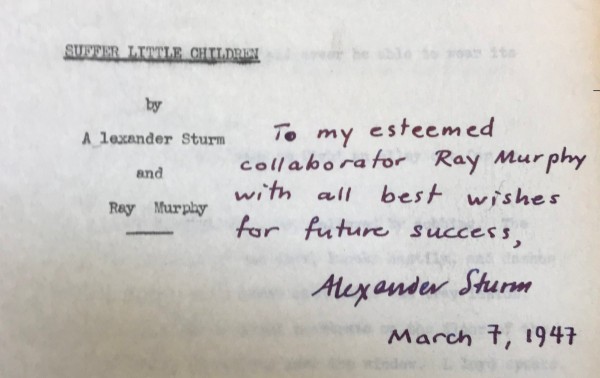 SUFFER LITTLE CHILDREN
by
A lexander Sturm
and
Ray Murphy
To my esteemed
collaborator Ray Murphy
with all best wishes
for future success,
Alexander Sturm
March 7, 1947